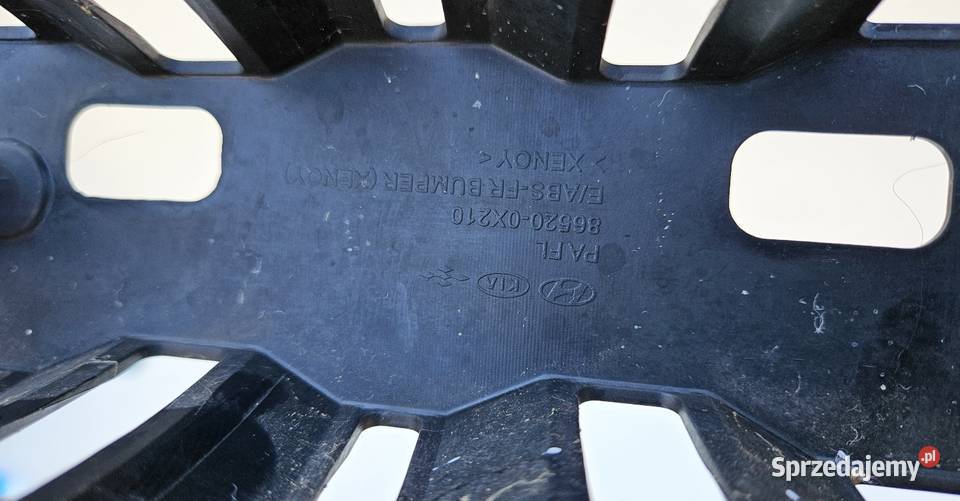 PA FL
86520-0X210
E/ABS-FR BUMPER (XENOY)
> XENOY <
KIA
Sprzedajemy.pl